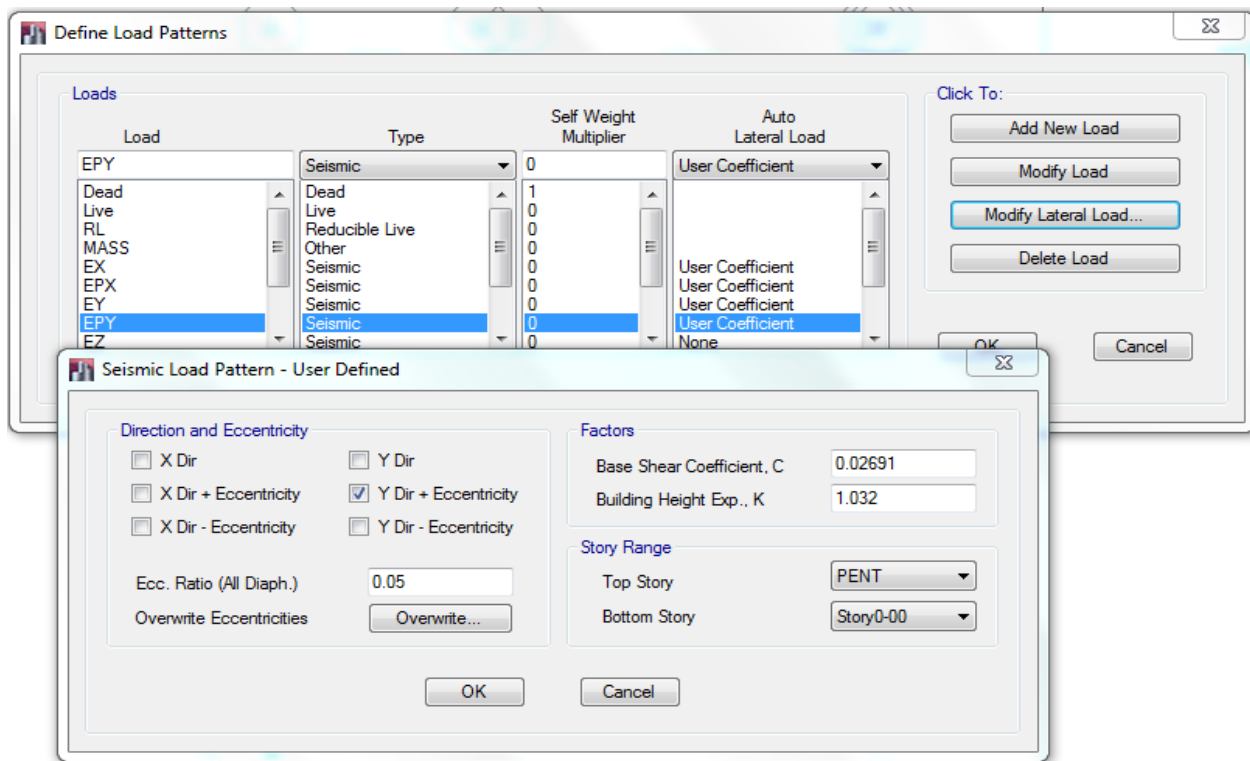 Define Load Patterns
Loads
Click To:
Load Type Self Weight Multiplier Auto Lateral Load
EPY Seismic 0 User Coefficient
Dead Dead 1
Live Live 0
RL Reducible Live 0
MASS Other 0
EX Seismic 0 User Coefficient
EPX Seismic 0 User Coefficient
EY Seismic 0 User Coefficient
EPY Seismic 0 User Coefficient
EZ Seismic 0 None
Add New Load
Modify Load
Modify Lateral Load...
Delete Load
OK Cancel
Seismic Load Pattern - User Defined
Direction and Eccentricity
X Dir Y Dir
X Dir + Eccentricity Y Dir + Eccentricity
X Dir - Eccentricity Y Dir - Eccentricity
Ecc. Ratio (All Diaph.) 0.05
Overwrite Eccentricities Overwrite...
Factors
Base Shear Coefficient, C 0.02691
Building Height Exp., K 1.032
Story Range
Top Story PENT
Bottom Story Story0-00
OK Cancel